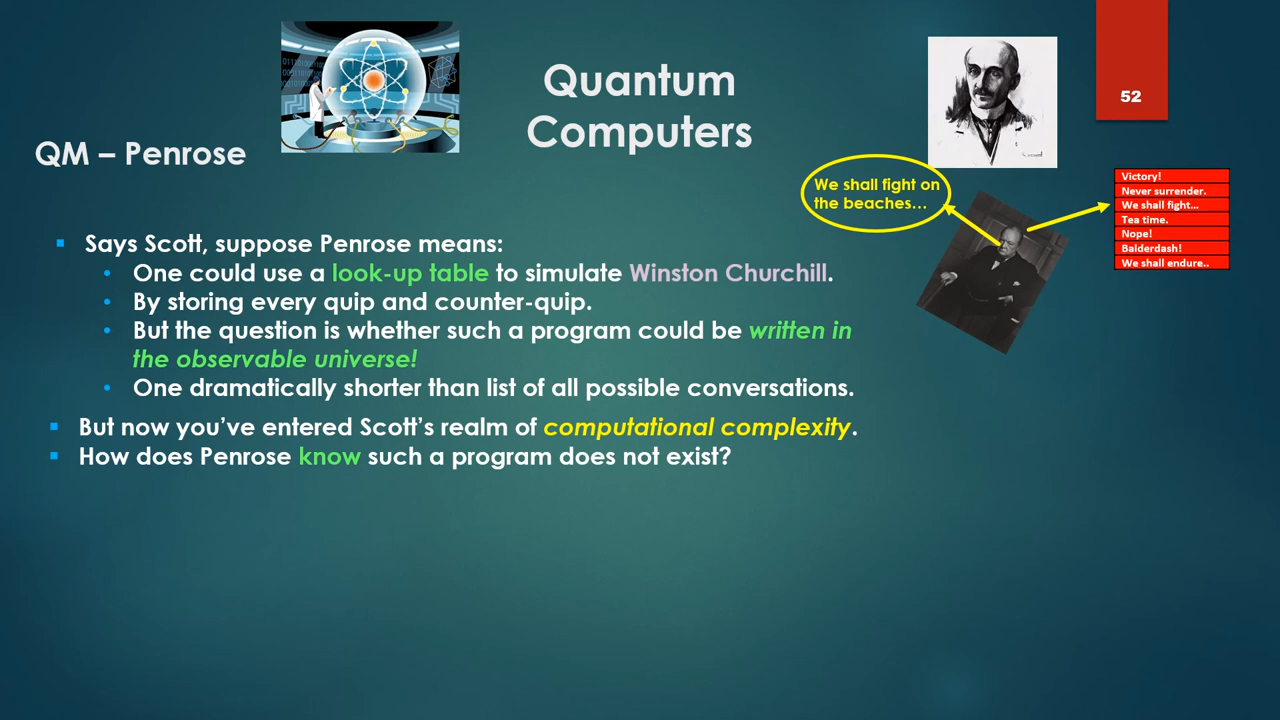 Quantum
Computers
52
QM – Penrose
We shall fight on
the beaches…
Victory!
Never surrender.
We shall fight…
Tea time.
Nope!
Balderdash!
We shall endure..
Says Scott, suppose Penrose means:
One could use a look-up table to simulate Winston Churchill.
By storing every quip and counter-quip.
But the question is whether such a program could be written in
the observable universe!
One dramatically shorter than list of all possible conversations.
But now you’ve entered Scott’s realm of computational complexity.
How does Penrose know such a program does not exist?